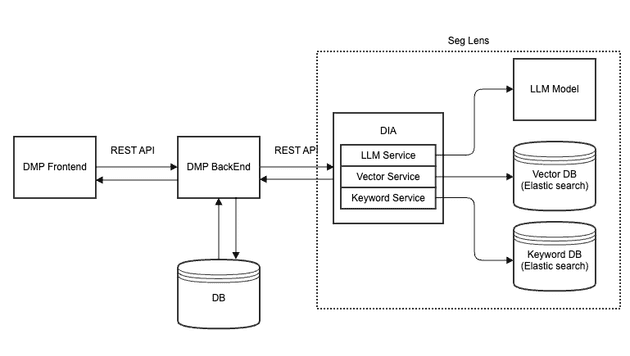 Seg Lens
LLM Model
DIA
REST API
REST API
LLM Service
DMP Frontend
DMP BackEnd
Vector Service
Vector DB
(Elastic search)
Keyword Service
Keyword DB
(Elastic search)
DB